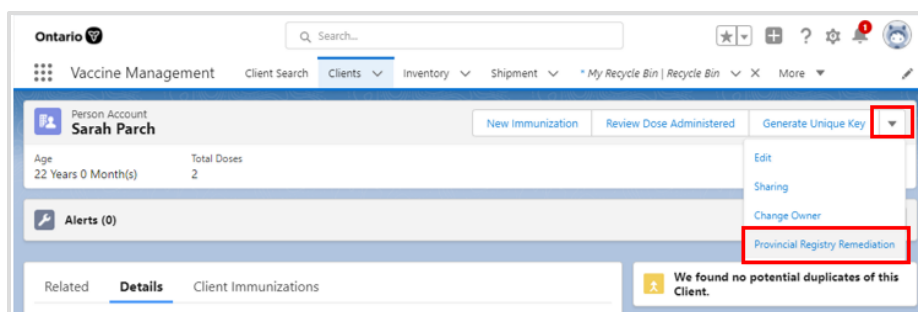 Ontario
Search...
1
Vaccine Management Client Search Clients Inventory Shipment * My Recycle Bin | Recycle Bin More
Person Account
Sarah Parch
New Immunization Review Dose Administered Generate Unique Key
Age Total Doses
22 Years 0 Month(s) 2
Edit
Sharing
Change Owner
Provincial Registry Remediation
Alerts (0)
Related Details Client Immunizations
We found no potential duplicates of this
Client.